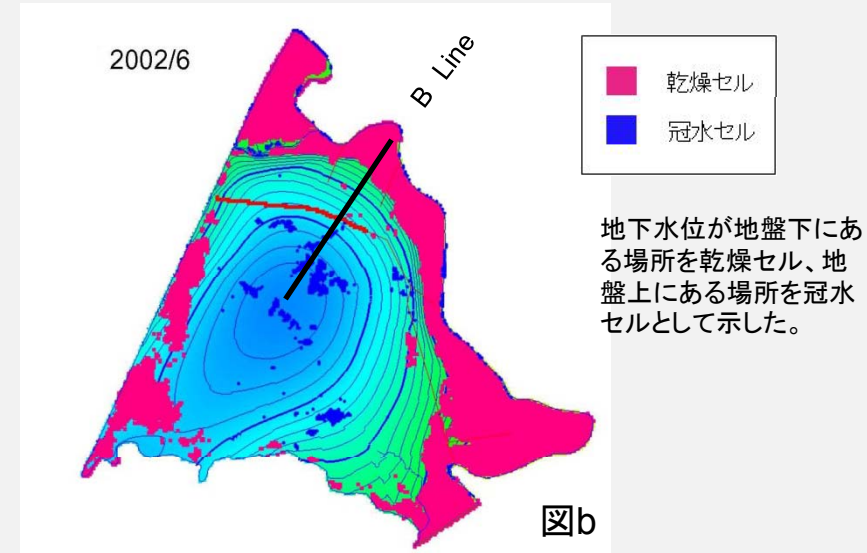 2002/6
B Line
乾燥セル
冠水セル
地下水位が地盤下にあ
る場所を乾燥セル、地
盤上にある場所を冠水
セルとして示した。
図b